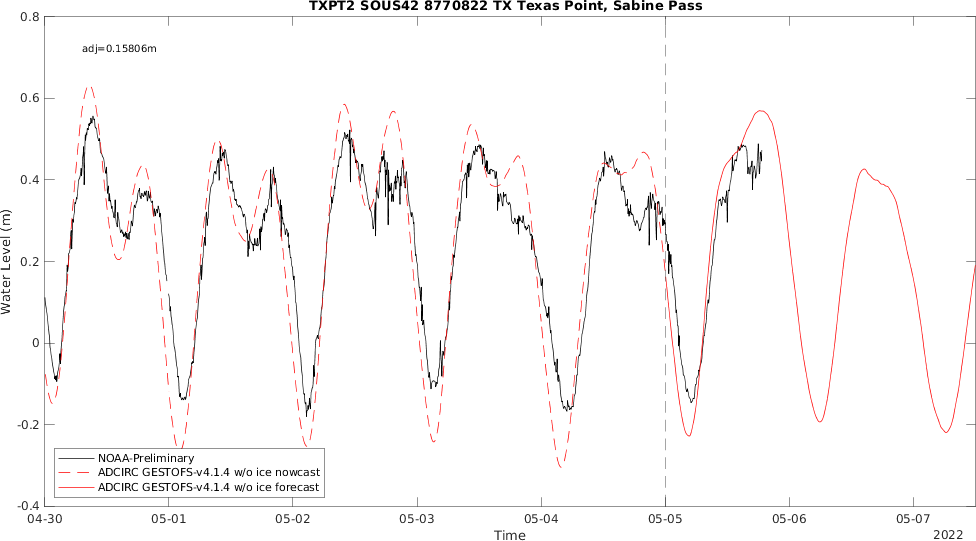 TXPT2 SOUS42 8770822 TX Texas Point, Sabine Pass
adj=0.15806m
0.8
0.6
0.4
0.2
0
-0.2
-0.4
Water Level (m)
NOAA-Preliminary
ADCIRC GESTOFS-v4.1.4 w/o ice nowcast
ADCIRC GESTOFS-v4.1.4 w/o ice forecast
04-30 05-01 05-02 05-03 05-04 05-05 05-06 05-07
Time
2022